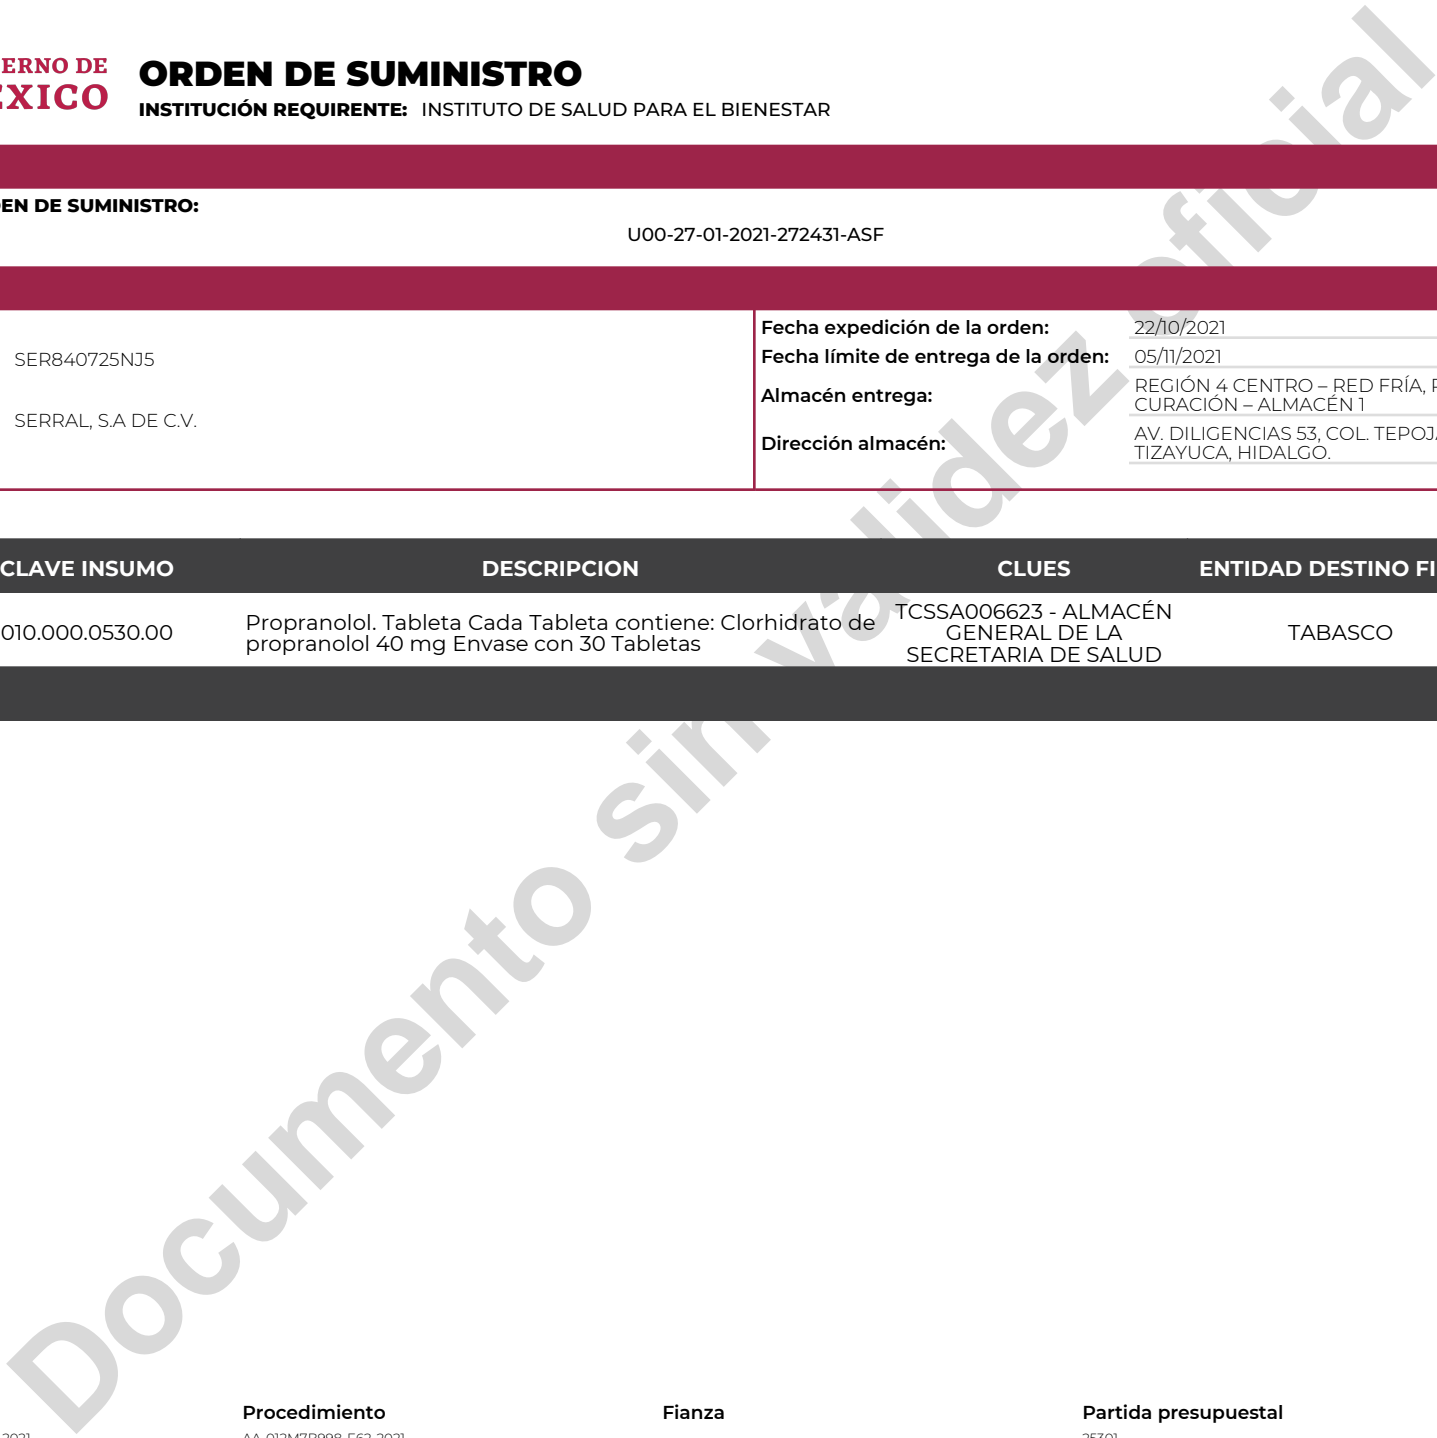 ERNO DE
EXICO
ORDEN DE SUMINISTRO
INSTITUCIÓN REQUIRENTE: INSTITUTO DE SALUD PARA EL BIENESTAR
EN DE SUMINISTRO:
U00-27-01-2021-272431-ASF
SER840725NJ5
SERRAL, S.A DE C.V.
Fecha expedición de la orden: 22/10/2021
Fecha límite de entrega de la orden: 05/11/2021
Almacén entrega: REGIÓN 4 CENTRO – RED FRÍA,
CURACIÓN – ALMACÉN 1
Dirección almacén: AV. DILIGENCIAS 53, COL. TEPOJ
TIZAYUCA, HIDALGO.
CLAVE INSUMO DESCRIPCION CLUES ENTIDAD DESTINO FI
010.000.0530.00
Propranolol. Tableta Cada Tableta contiene: Clorhidrato de
propranolol 40 mg Envase con 30 Tabletas
TCSSA006623 - ALMACÉN
GENERAL DE LA
SECRETARIA DE SALUD
TABASCO
Documento sin validez oficial
Procedimiento Fianza Partida presupuestal